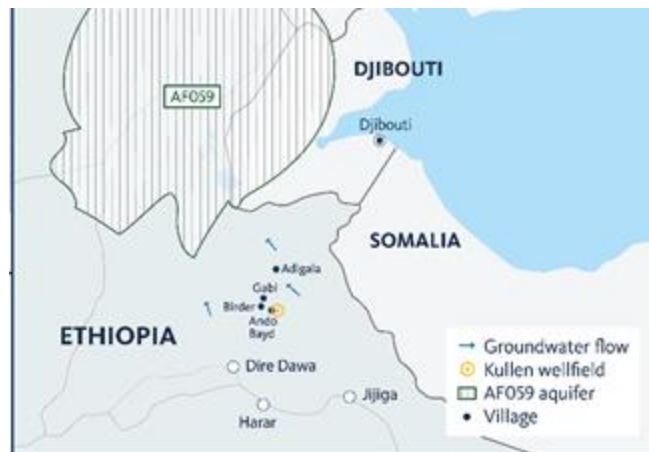 DJIBOUTI
AF059
Djibouti
SOMALIA
Adigala
Gabi
Birder
Ando
Bayd
ETHIOPIA
Groundwater flow
Kullen wellfield
AF059 aquifer
Village
Dire Dawa
Jijiga
Harar